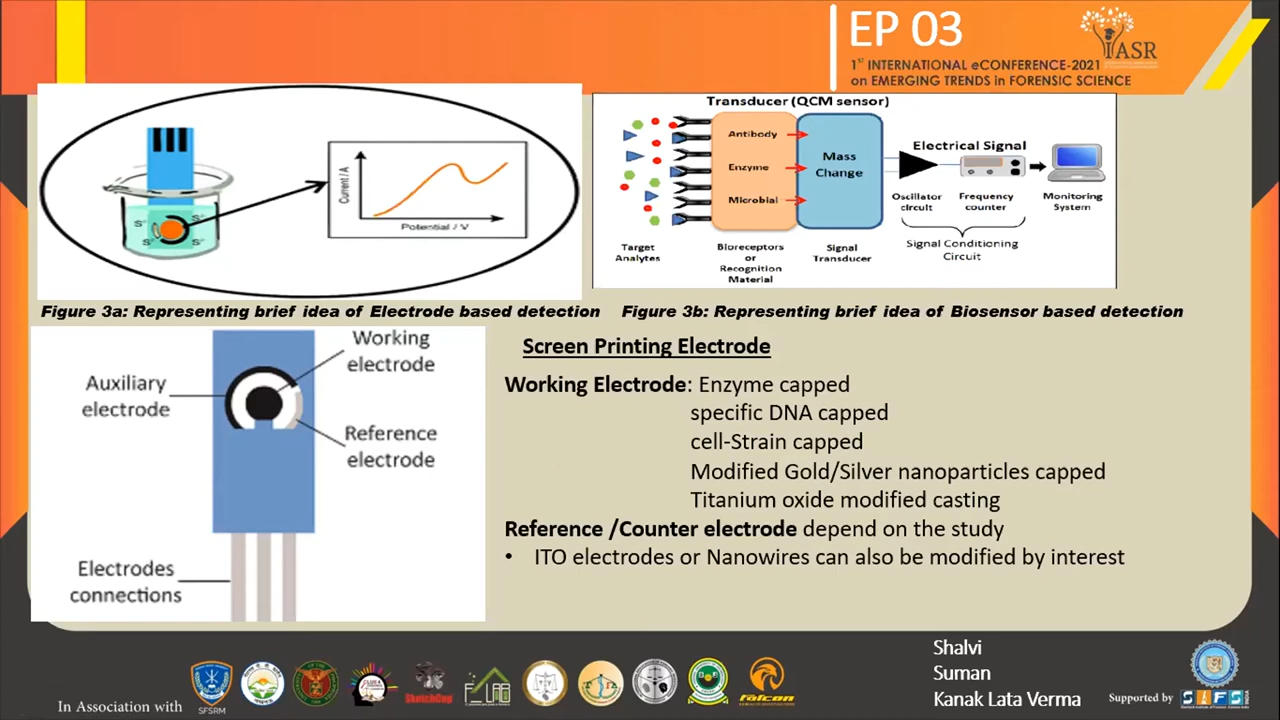 EP 03
IASR
1ST INTERNATIONAL eCONFERENCE-2021
on EMERGING TRENDS in FORENSIC SCIENCE
Current / A
Potential / V
S⁺
S⁺
S⁺
S⁺
Transducer (QCM sensor)
Antibody
Enzyme
Microbial
Mass
Change
Electrical Signal
Oscillator
circuit
Frequency
counter
Monitoring
System
Signal Conditioning
Circuit
Target
Analytes
Bioreceptors
or
Recognition
Material
Signal
Transducer
Figure 3a: Representing brief idea of Electrode based detection
Figure 3b: Representing brief idea of Biosensor based detection
Working
electrode
Auxiliary
electrode
Reference
electrode
Electrodes
connections
Screen Printing Electrode
Working Electrode: Enzyme capped
specific DNA capped
cell-Strain capped
Modified Gold/Silver nanoparticles capped
Titanium oxide modified casting
Reference /Counter electrode depend on the study
• ITO electrodes or Nanowires can also be modified by interest
Shalvi
Suman
Kanak Lata Verma
In Association with
SFSRM
SketchCop
falcon
Supported by
SIFS